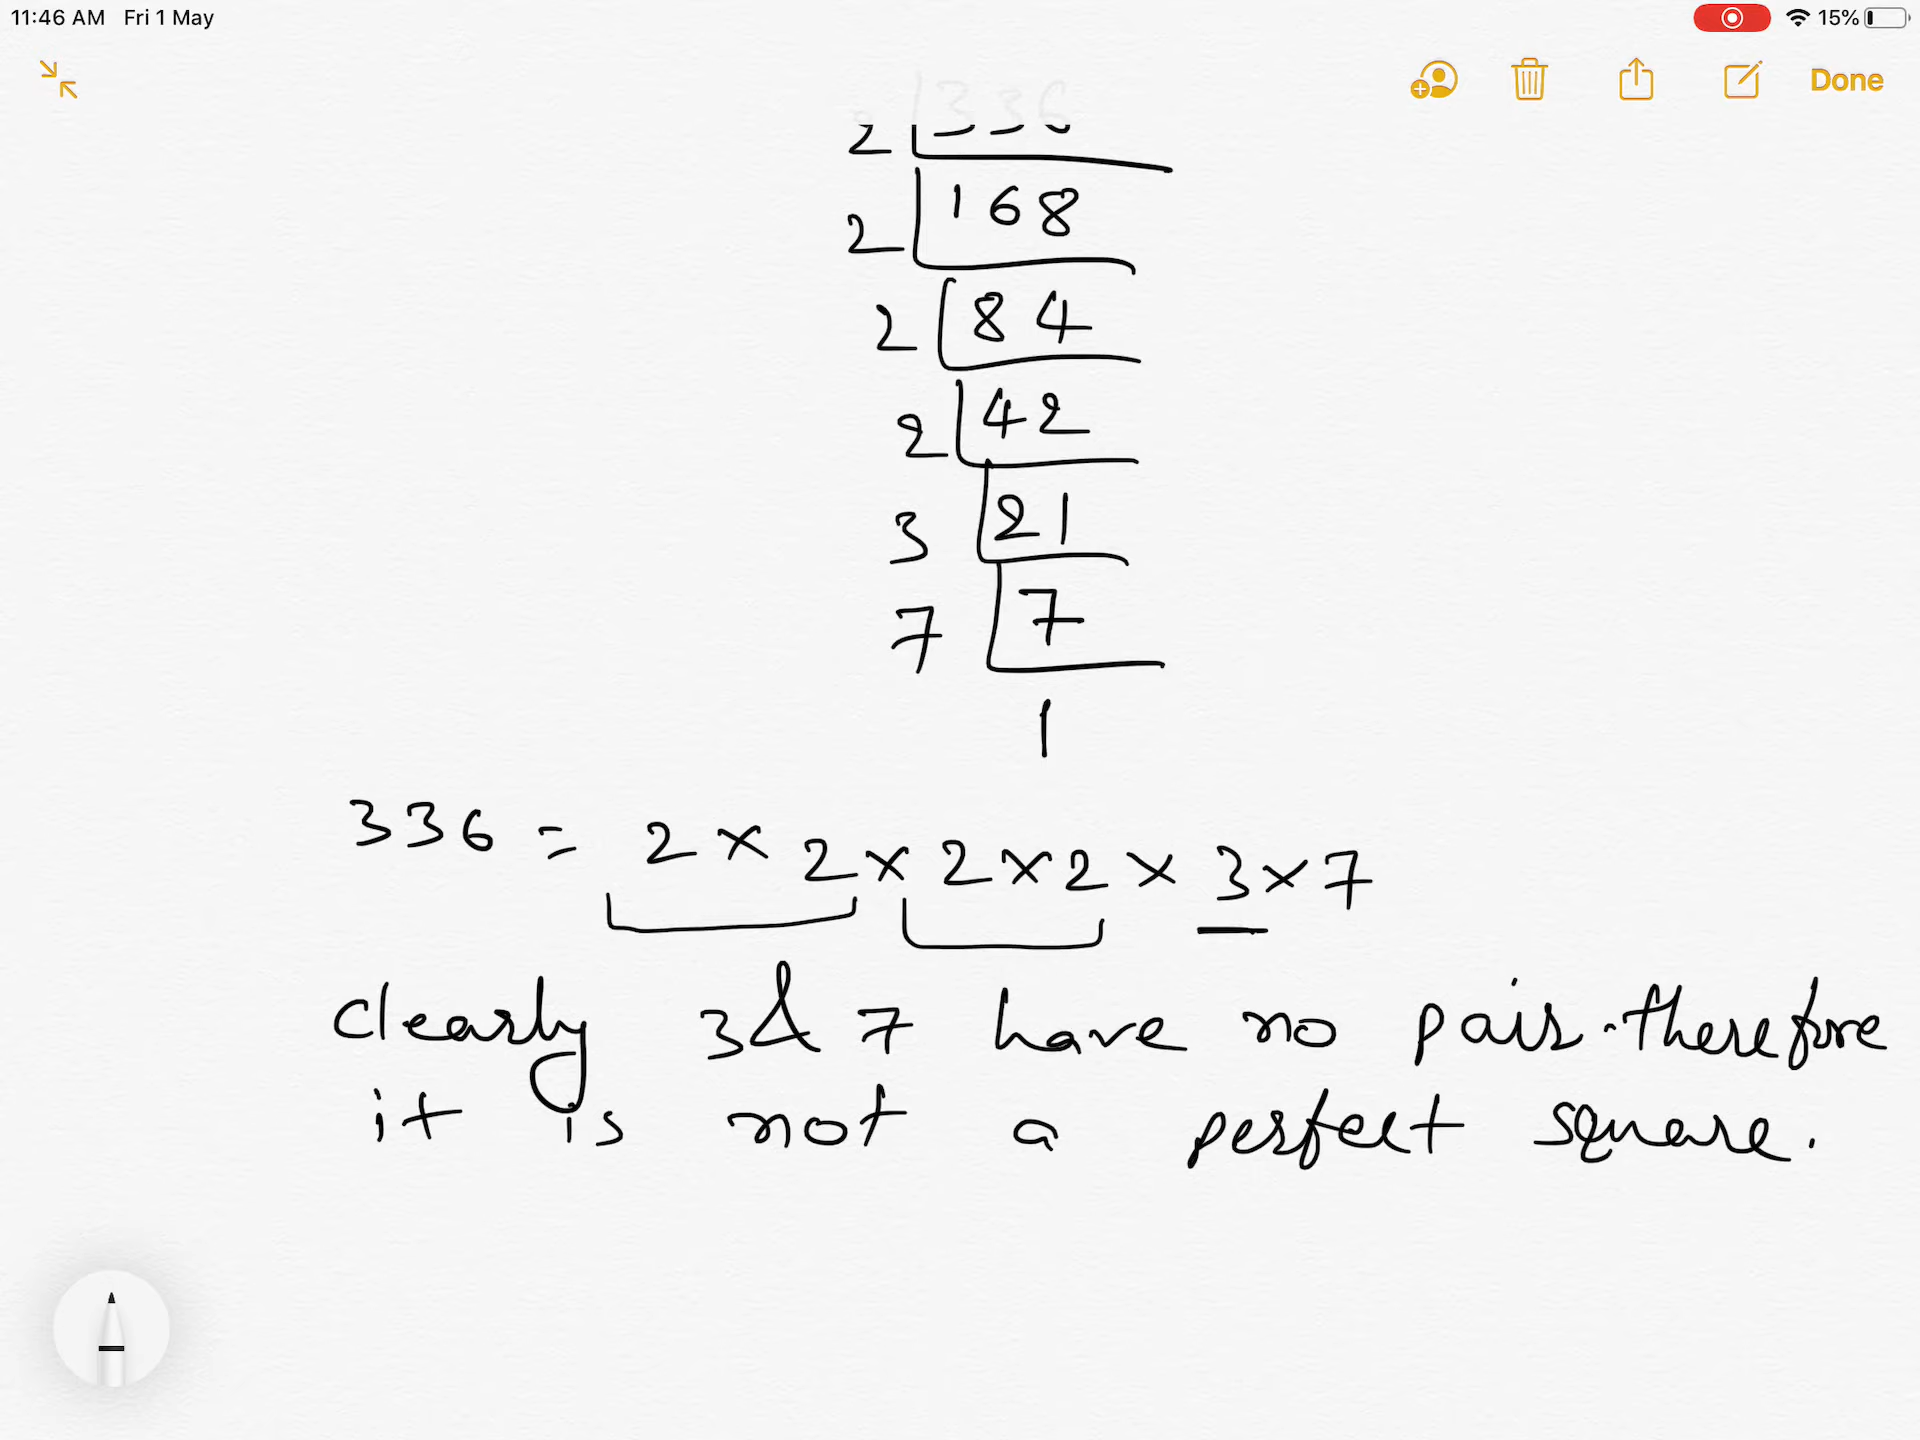 11:46 AM Fri 1 May 15%
Done
2 336
2 168
2 84
2 42
3 21
7 7
1
336 = 2 × 2 × 2 × 2 × 3 × 7
clearly 3 & 7 have no pair. therefore
it is not a perfect square.